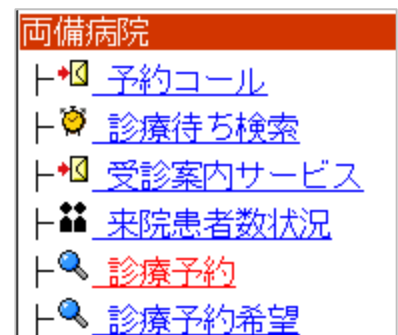 両備病院
予約コール
診療待ち検索
受診案内サービス
来院患者数状況
診療予約
診療予約希望